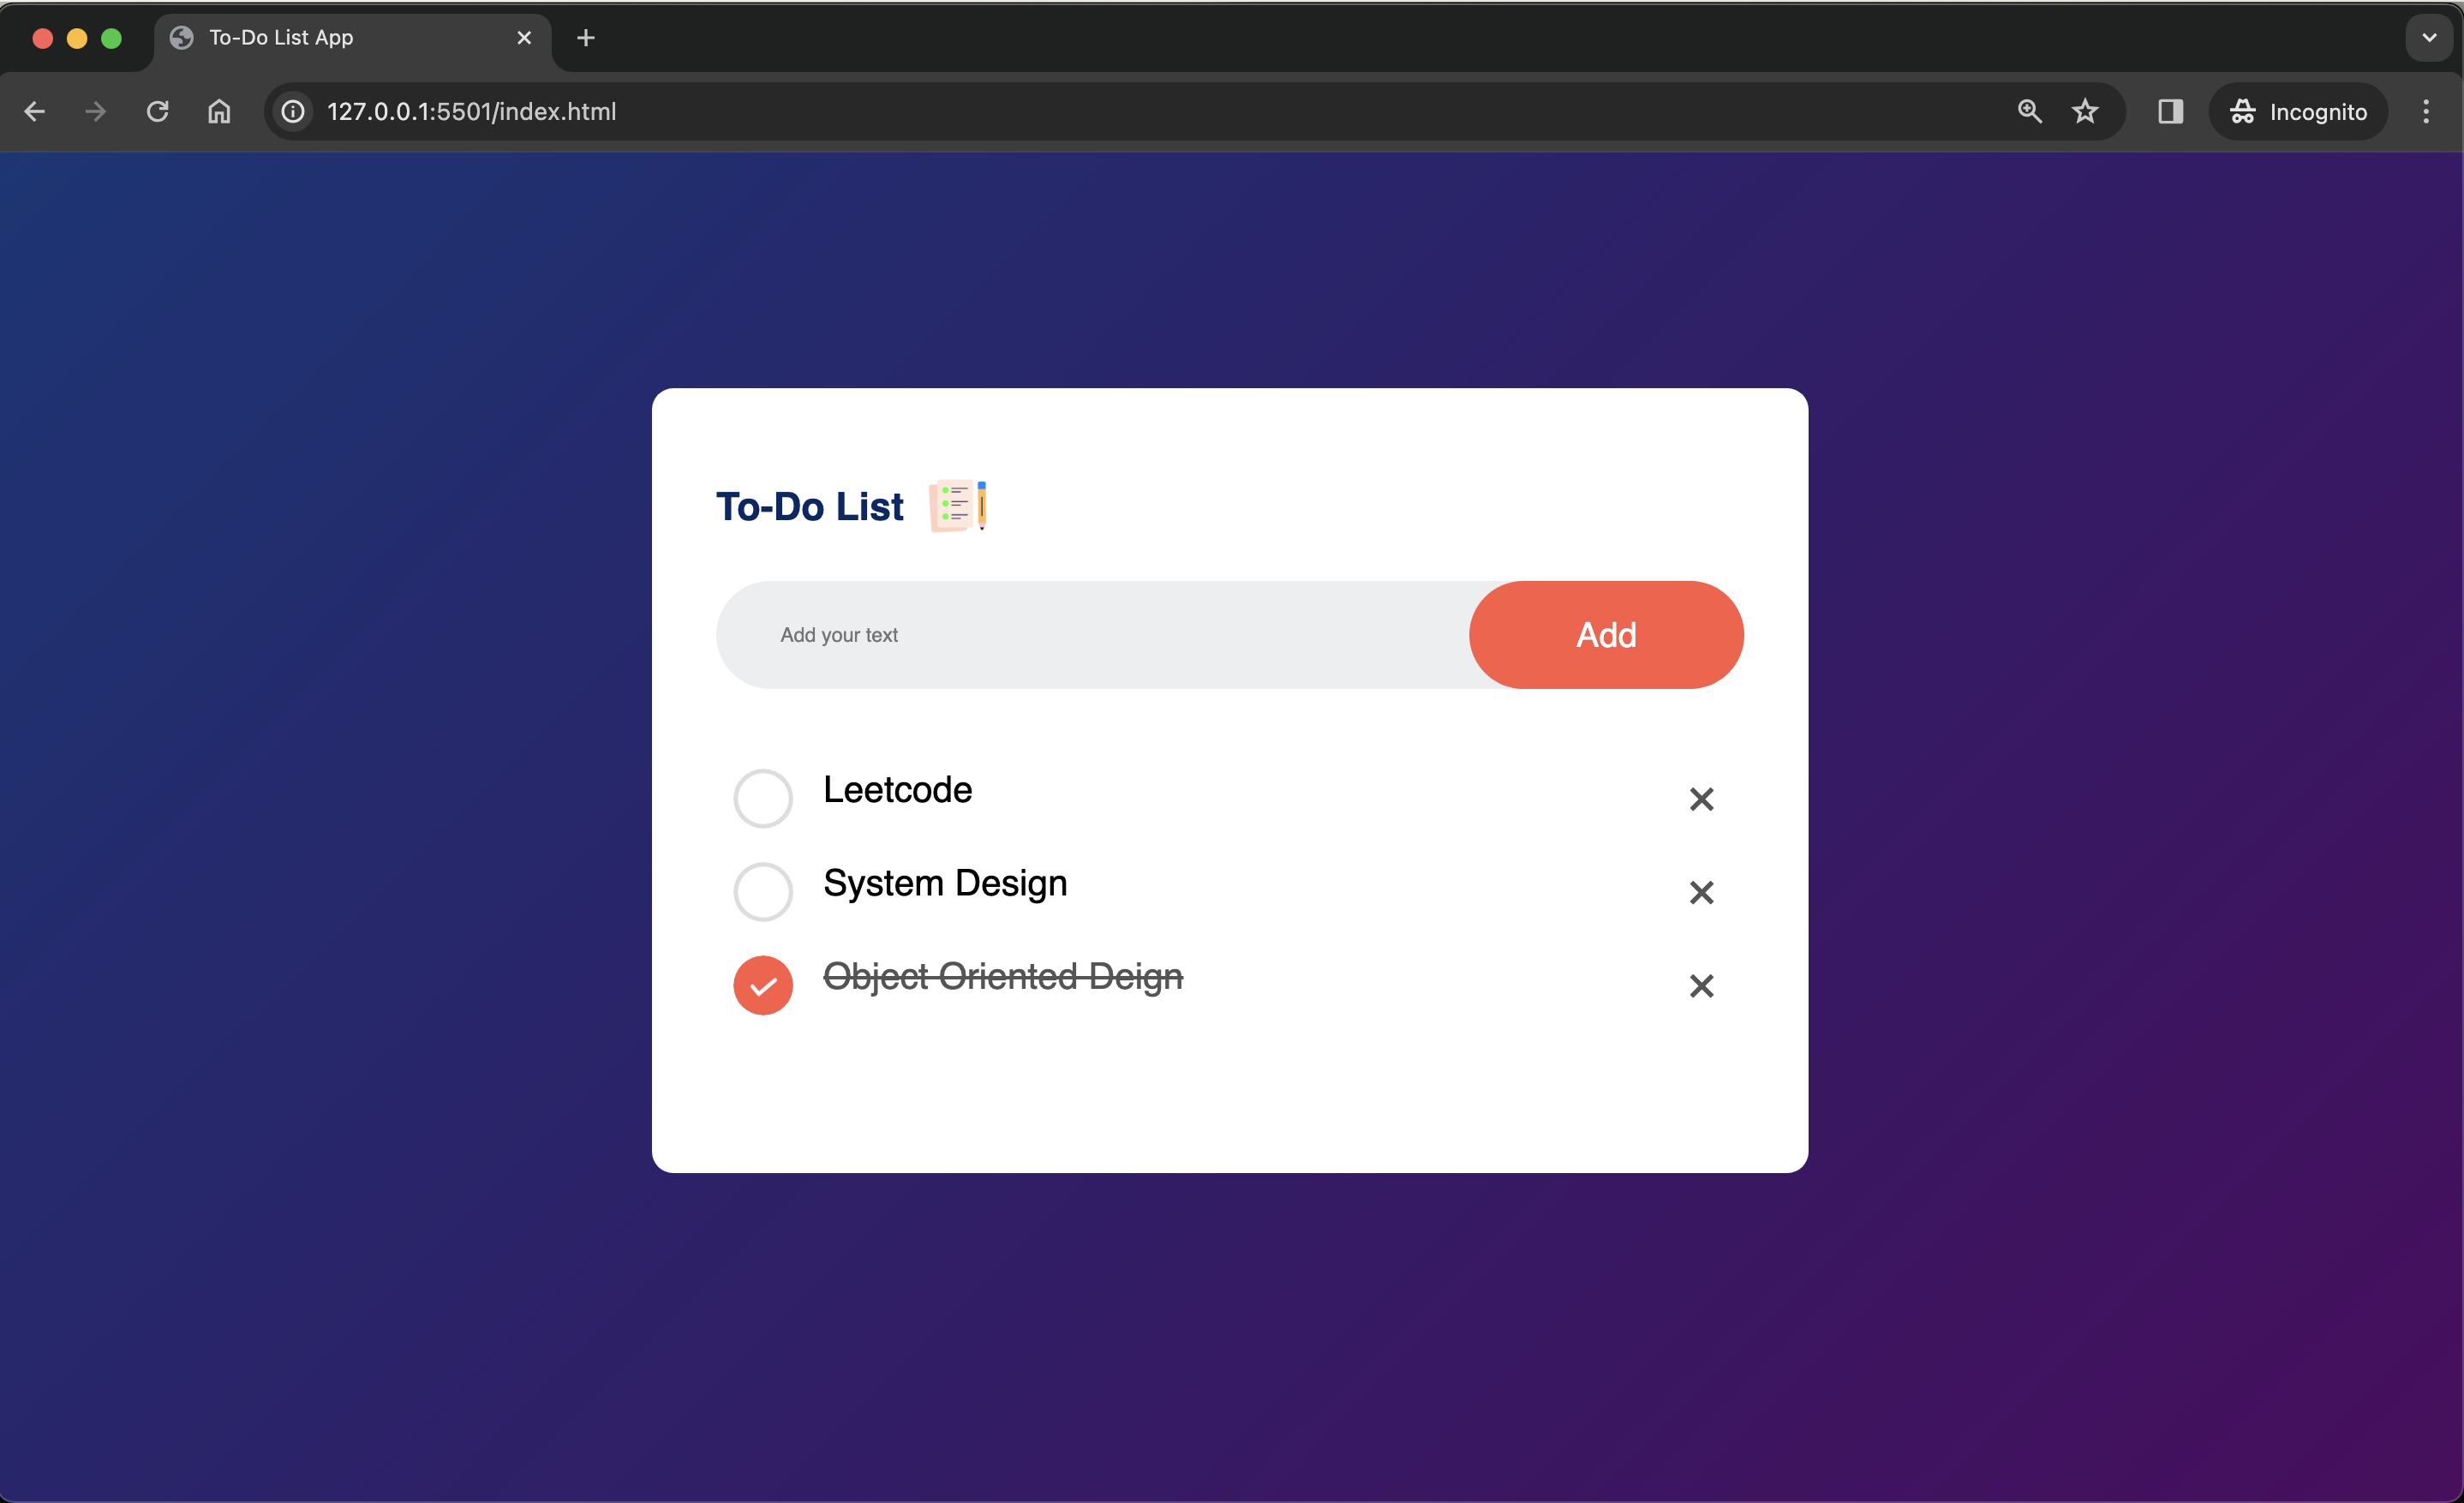 To-Do List App
127.0.0.1:5501/index.html
Incognito
To-Do List
Add your text
Add
Leetcode
System Design
Object Oriented Deign